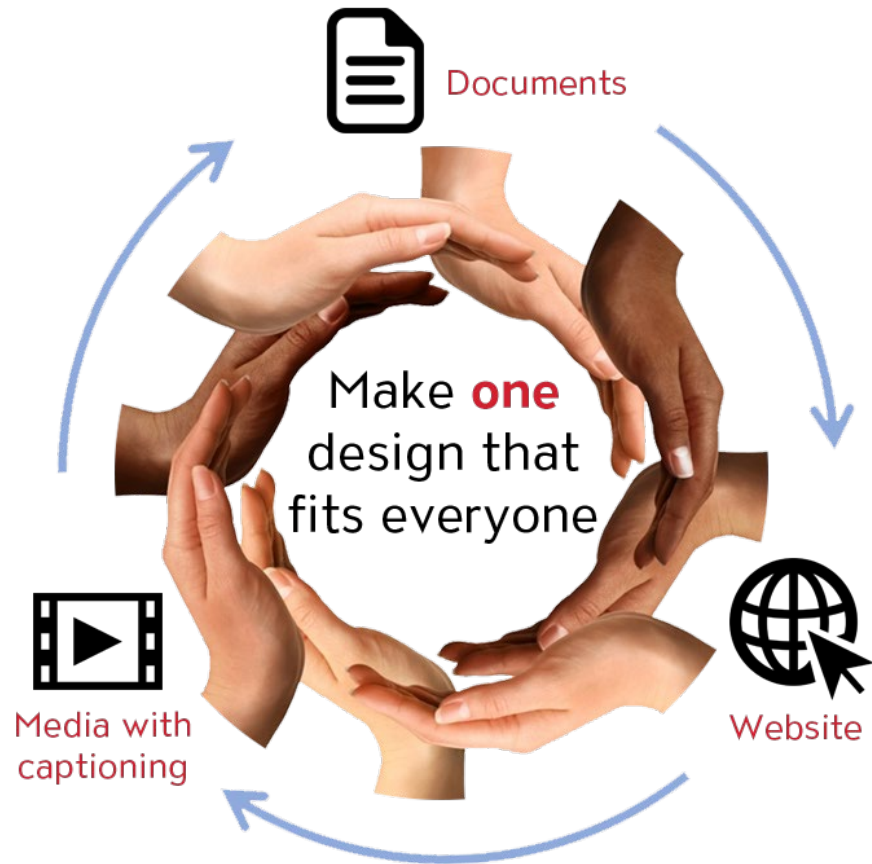 Documents
Make one
design that
fits everyone
Media with
captioning
Website